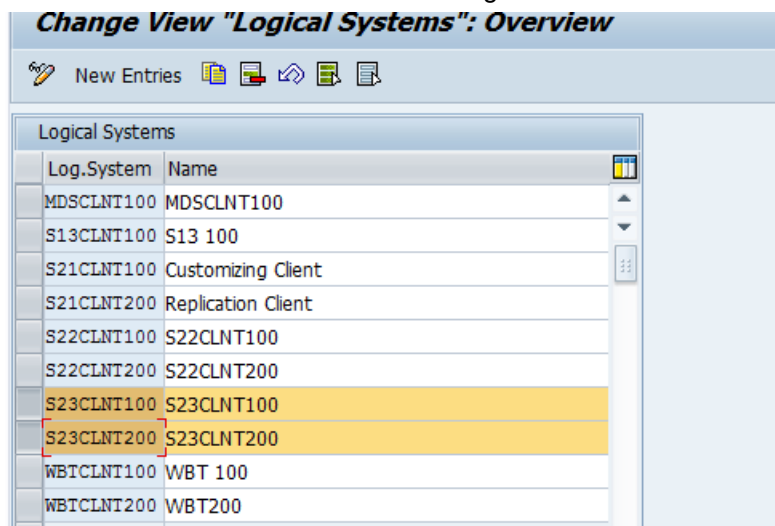 Change View "Logical Systems": Overview
New Entries
Logical Systems
Log.System Name
MDSCLNT100 MDSCLNT100
S13CLNT100 S13 100
S21CLNT100 Customizing Client
S21CLNT200 Replication Client
S22CLNT100 S22CLNT100
S22CLNT200 S22CLNT200
S23CLNT100 S23CLNT100
S23CLNT200 S23CLNT200
WBTCLNT100 WBT 100
WBTCLNT200 WBT200